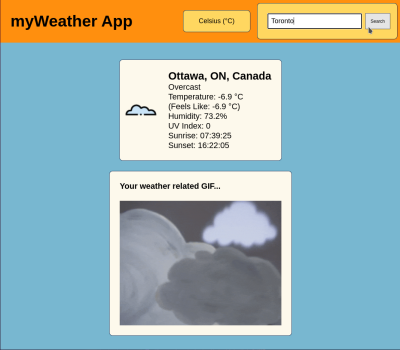 myWeather App
Celsius (°C)
Toronto
Search
Ottawa, ON, Canada
Overcast
Temperature: -6.9 °C
(Feels Like: -6.9 °C)
Humidity: 73.2%
UV Index: 0
Sunrise: 07:39:25
Sunset: 16:22:05
Your weather related GIF...